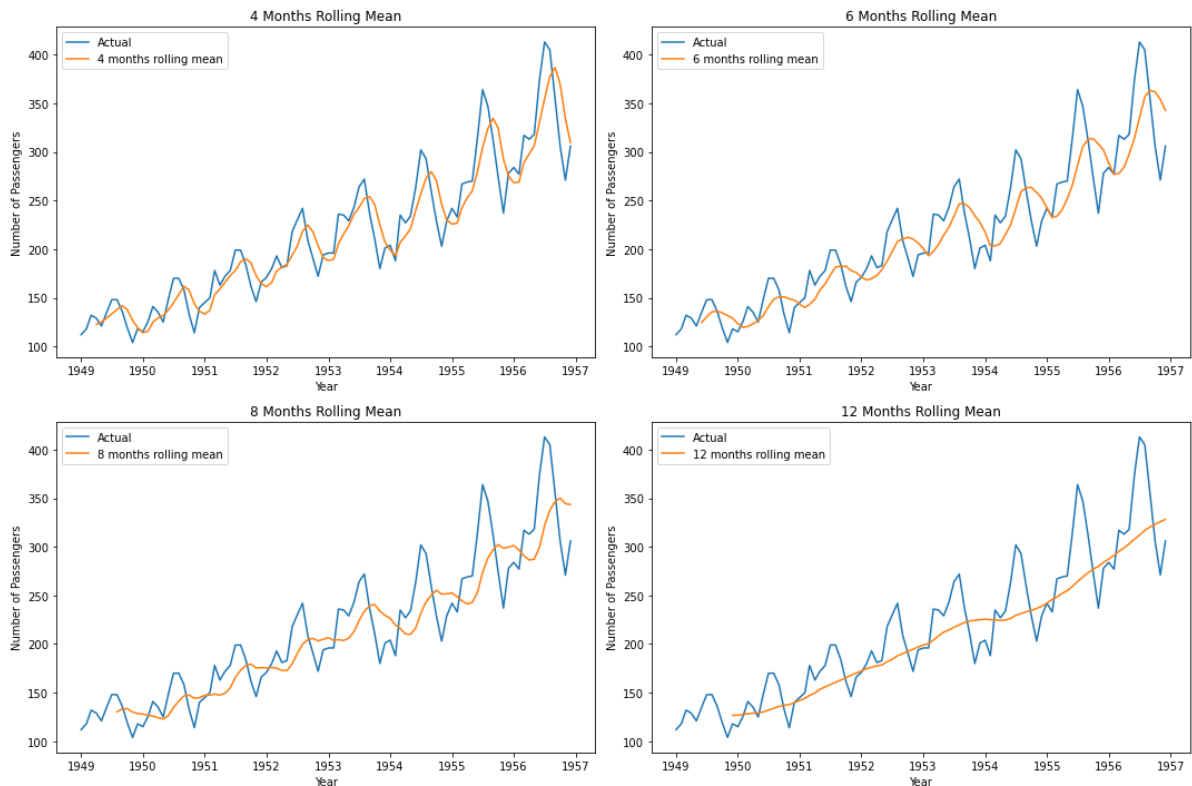 4 Months Rolling Mean
Actual
4 months rolling mean
Number of Passengers
400
350
300
250
200
150
100
1949 1950 1951 1952 1953 1954 1955 1956 1957
Year
6 Months Rolling Mean
Actual
6 months rolling mean
Number of Passengers
400
350
300
250
200
150
100
1949 1950 1951 1952 1953 1954 1955 1956 1957
Year
8 Months Rolling Mean
Actual
8 months rolling mean
Number of Passengers
400
350
300
250
200
150
100
1949 1950 1951 1952 1953 1954 1955 1956 1957
Year
12 Months Rolling Mean
Actual
12 months rolling mean
Number of Passengers
400
350
300
250
200
150
100
1949 1950 1951 1952 1953 1954 1955 1956 1957
Year